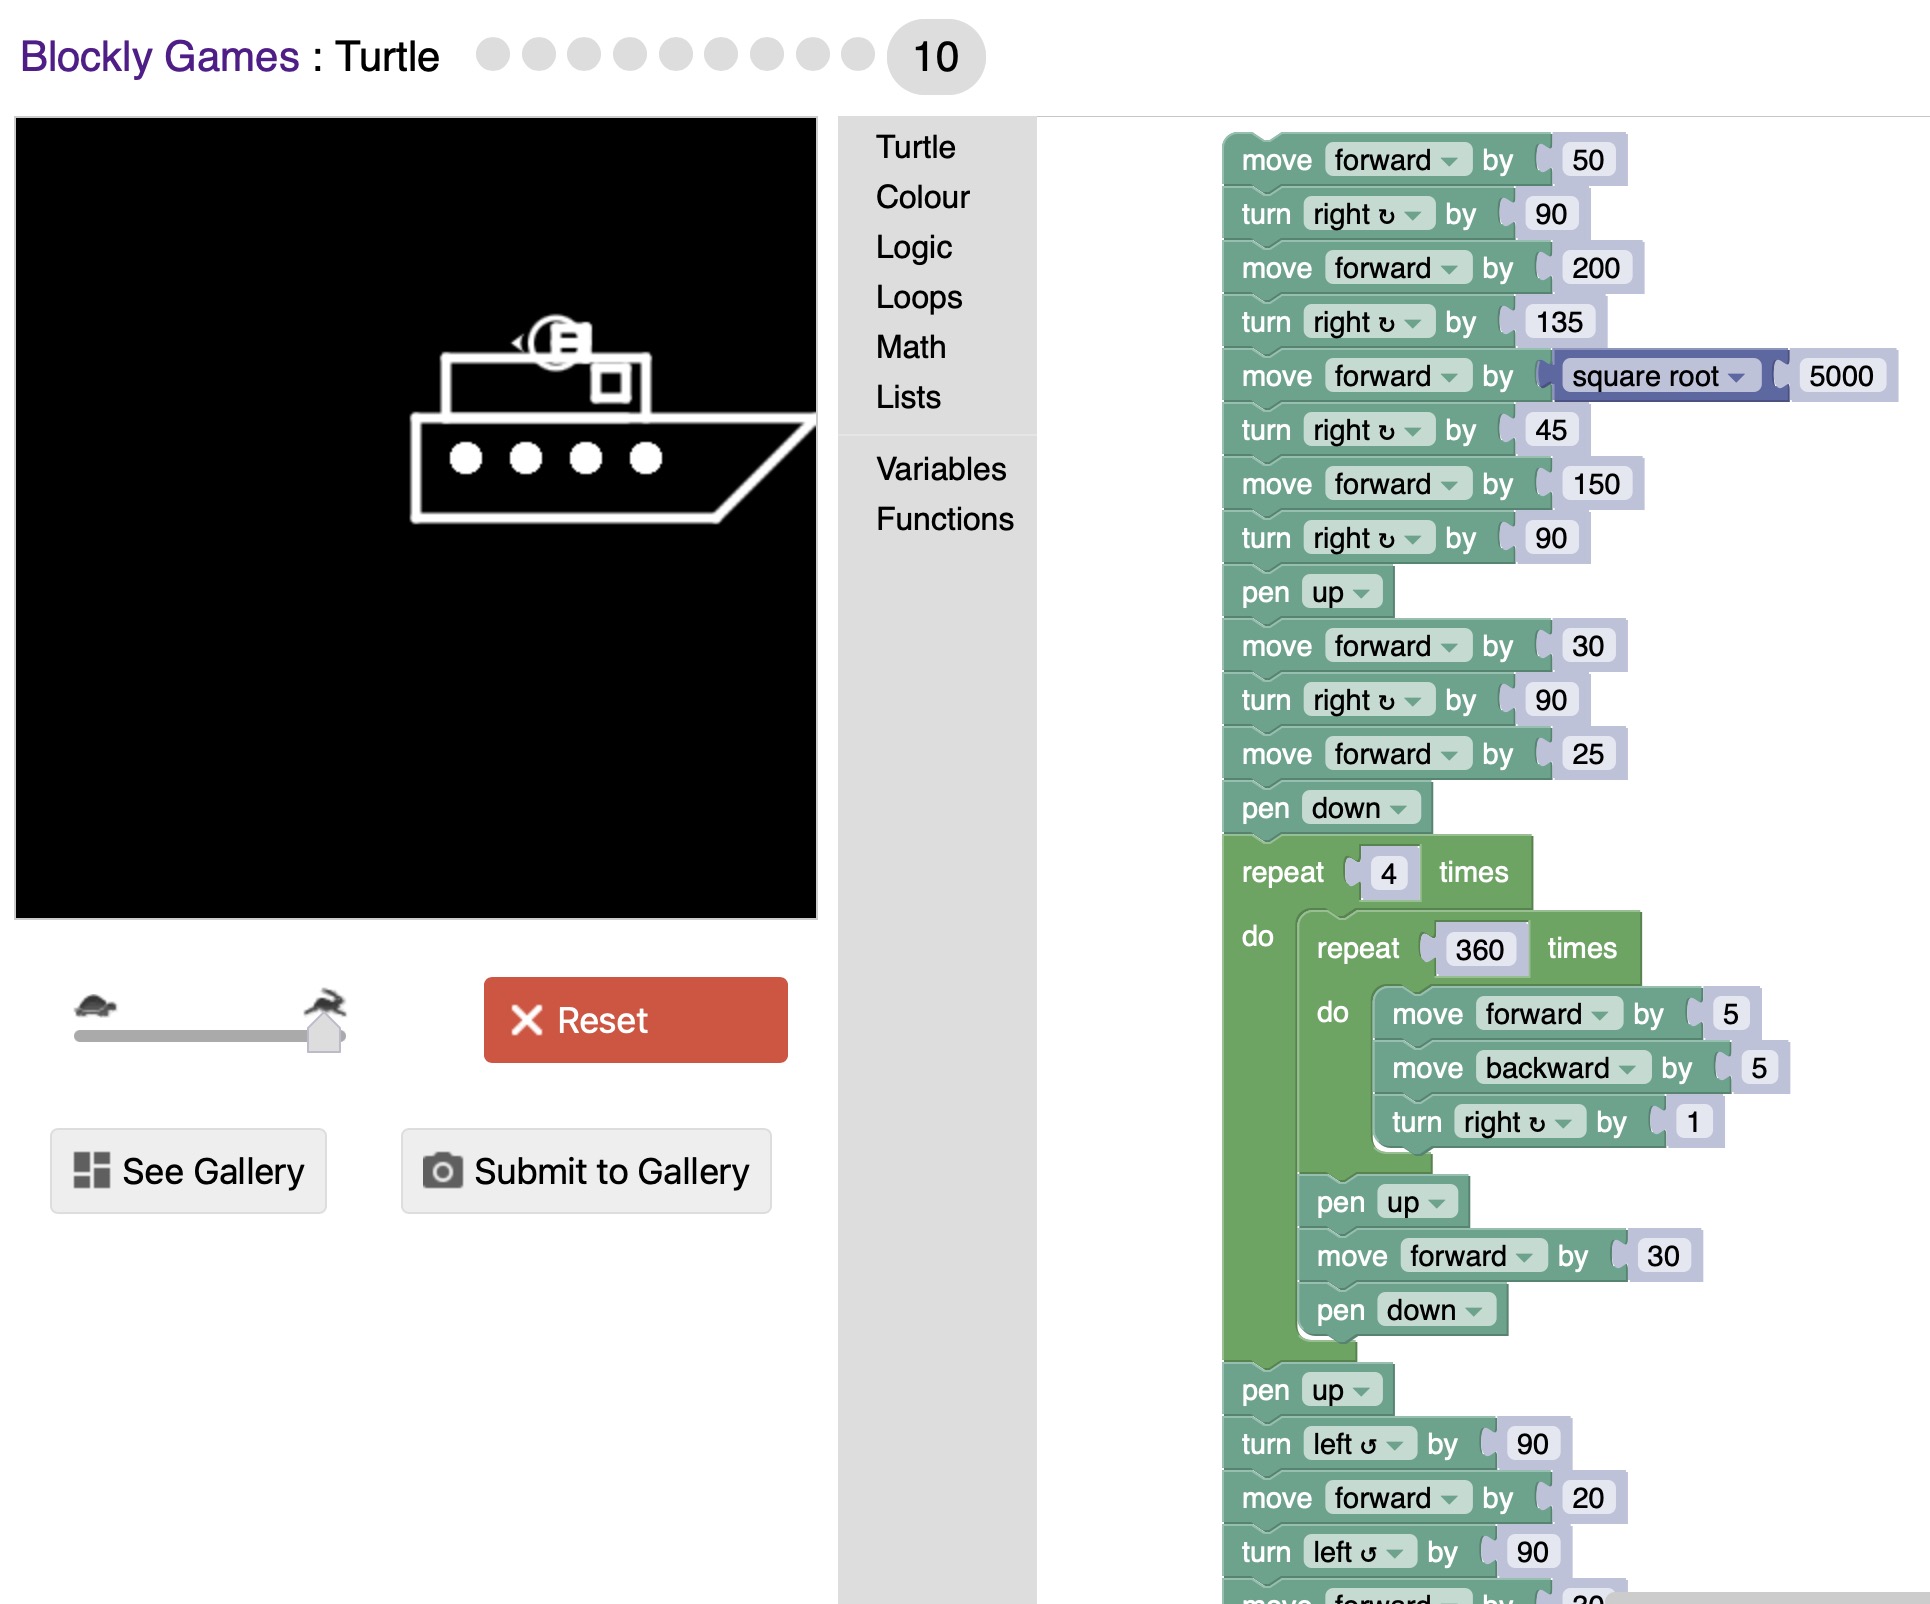 Blockly Games : Turtle 10
Turtle
Colour
Logic
Loops
Math
Lists
Variables
Functions
move forward by 50
turn right ↻ by 90
move forward by 200
turn right ↻ by 135
move forward by square root 5000
turn right ↻ by 45
move forward by 150
turn right ↻ by 90
pen up
move forward by 30
turn right ↻ by 90
move forward by 25
pen down
repeat 4 times
do repeat 360 times
do move forward by 5
move backward by 5
turn right ↻ by 1
pen up
move forward by 30
pen down
pen up
turn left ↺ by 90
move forward by 20
turn left ↺ by 90
move forward by
Reset
See Gallery
Submit to Gallery